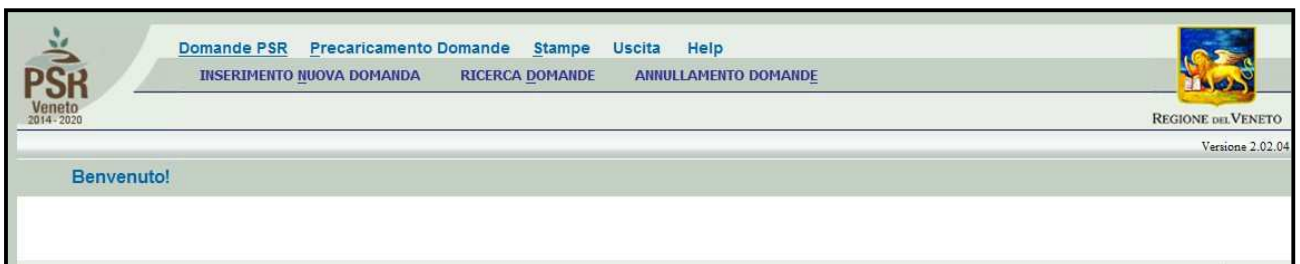 Domande PSR Precaricamento Domande Stampe Uscita Help
INSERIMENTO NUOVA DOMANDA RICERCA DOMANDE ANNULLAMENTO DOMANDE
PSR
Veneto
2014 - 2020
REGIONE DEL VENETO
Versione 2.02.04
Benvenuto!